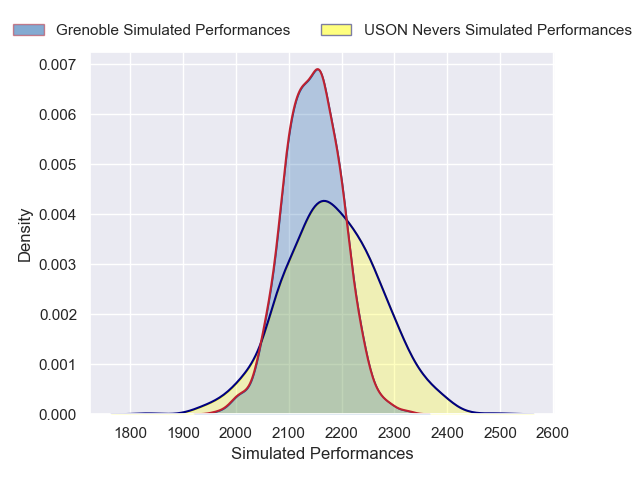 Grenoble Simulated Performances
USON Nevers Simulated Performances
0.007
0.006
0.005
0.004
0.003
0.002
0.001
0.000
Density
1800 1900 2000 2100 2200 2300 2400 2500 2600
Simulated Performances